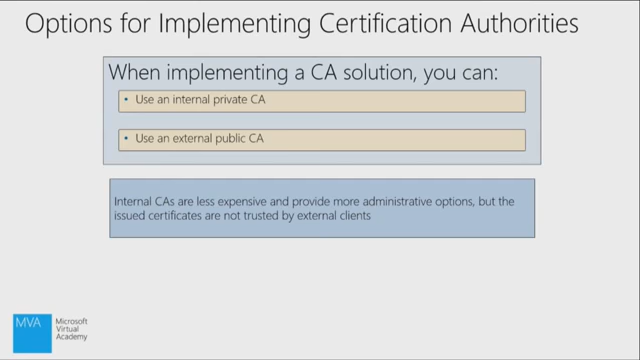 Options for Implementing Certification Authorities
When implementing a CA solution, you can:
• Use an internal private CA
• Use an external public CA
Internal CAs are less expensive and provide more administrative options, but the
issued certificates are not trusted by external clients
MVA
Microsoft
Virtual
Academy